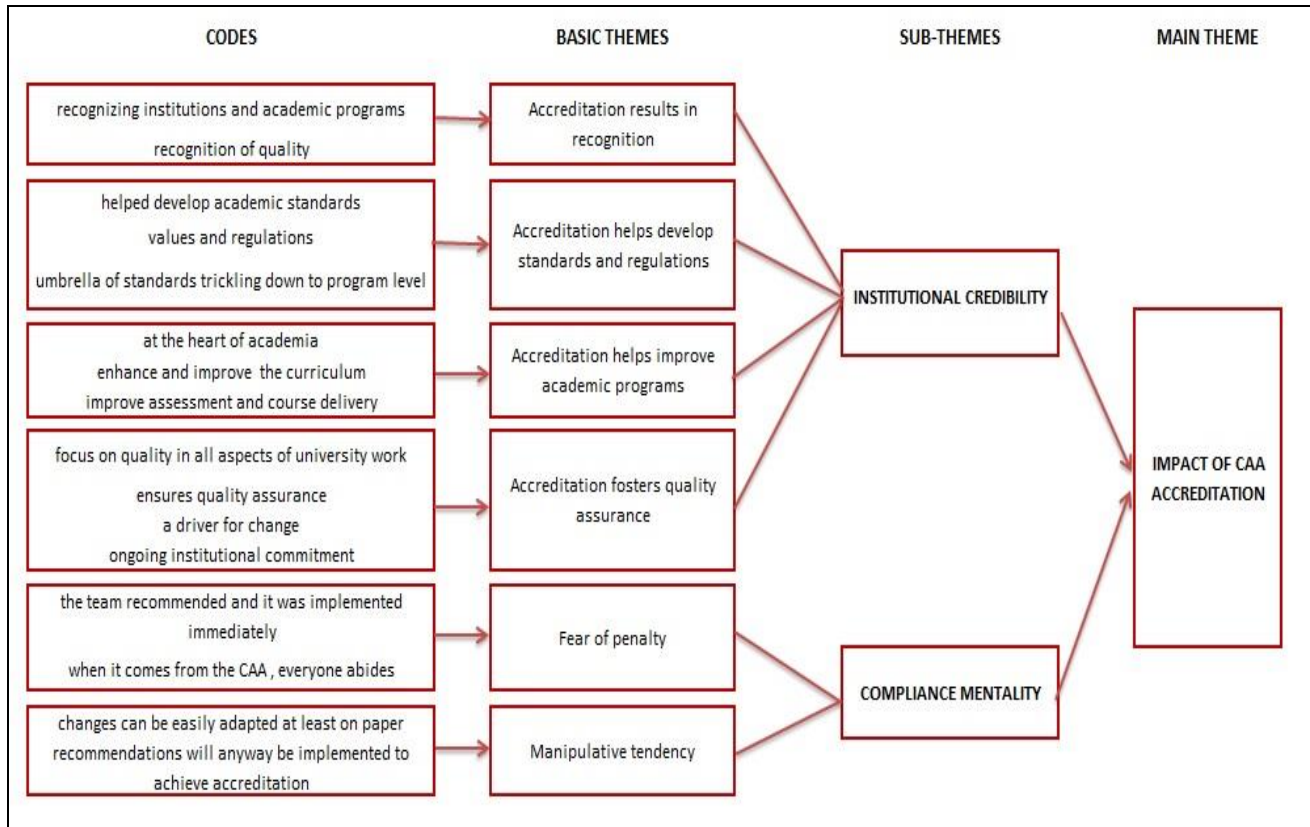 CODES
BASIC THEMES
SUB-THEMES
MAIN THEME
recognizing institutions and academic programs
recognition of quality
Accreditation results in
recognition
helped develop academic standards
values and regulations
umbrella of standards trickling down to program level
Accreditation helps develop
standards and regulations
at the heart of academia
enhance and improve the curriculum
improve assessment and course delivery
Accreditation helps improve
academic programs
focus on quality in all aspects of university work
ensures quality assurance
a driver for change
ongoing institutional commitment
Accreditation fosters quality
assurance
the team recommended and it was implemented
immediately
when it comes from the CAA , everyone abides
Fear of penalty
changes can be easily adapted at least on paper
recommendations will anyway be implemented to
achieve accreditation
Manipulative tendency
INSTITUTIONAL CREDIBILITY
COMPLIANCE MENTALITY
IMPACT OF CAA
ACCREDITATION